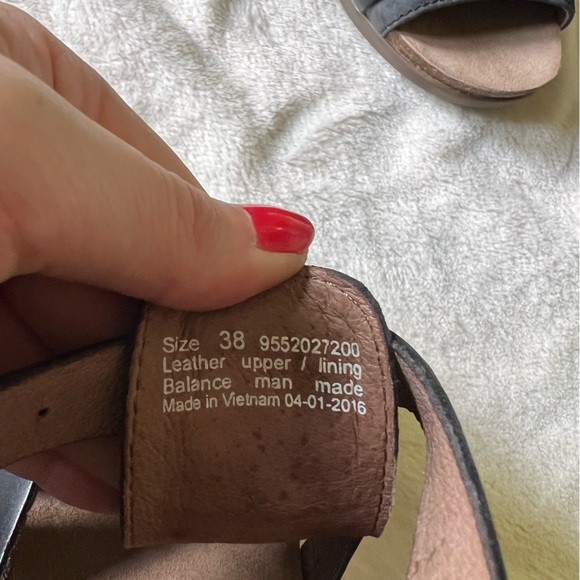 Size 38 9552027200
Leather upper / lining
Balance man made
Made in Vietnam 04-01-2016